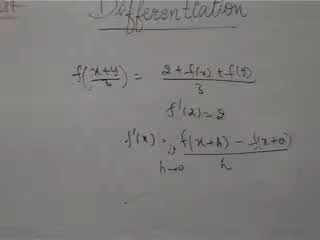 Differentiation
f(x+y/3) = 2+f(x)+f(y)/3
f'(2)=2
f'(x) = lt h→0 f(x+h) - f(x+0)/h